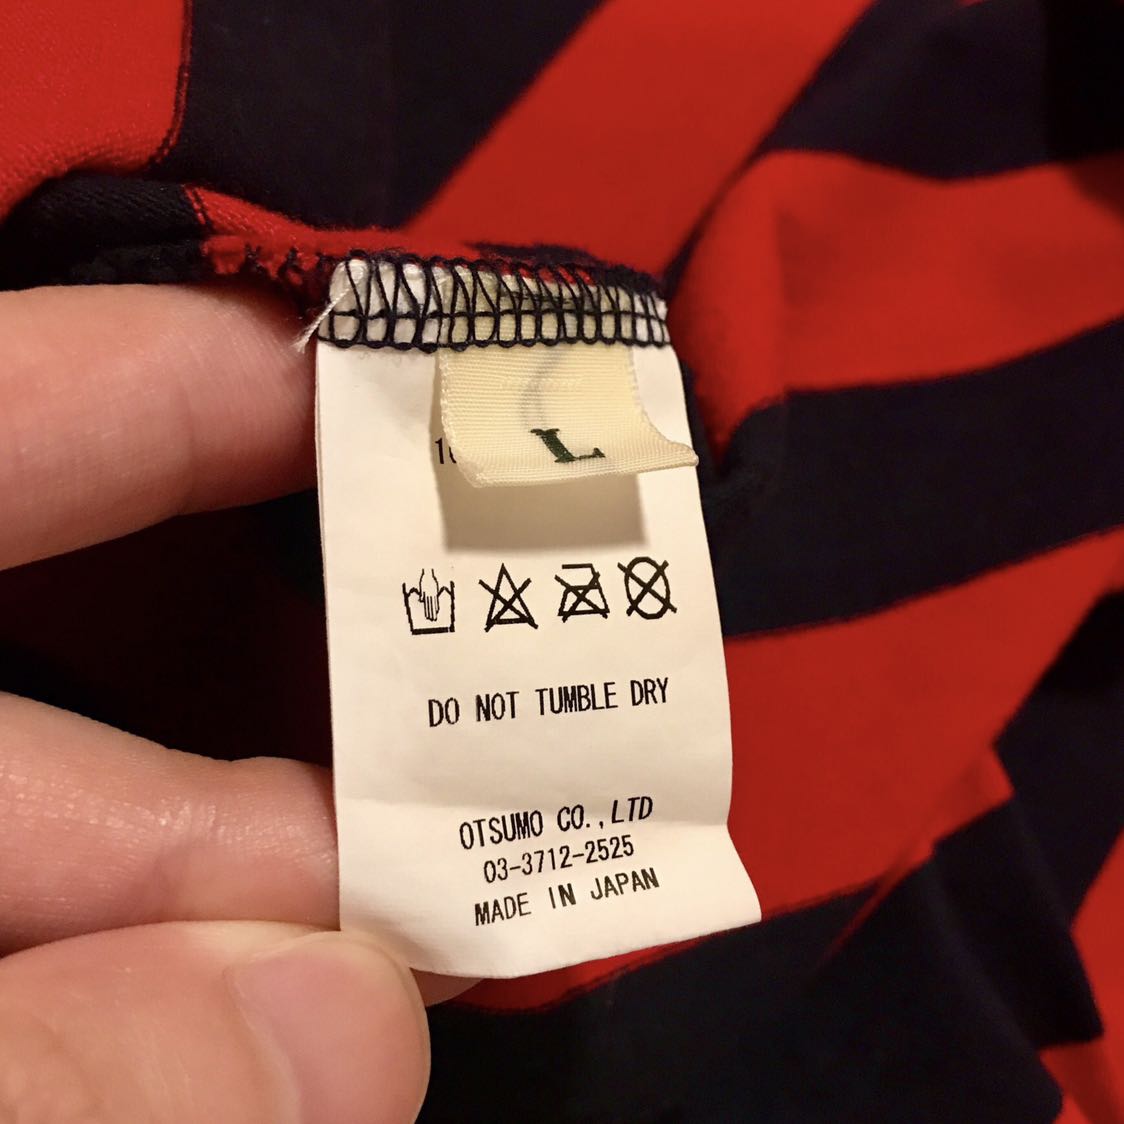 L
DO NOT TUMBLE DRY
OTSUMO CO.,LTD
03-3712-2525
MADE IN JAPAN